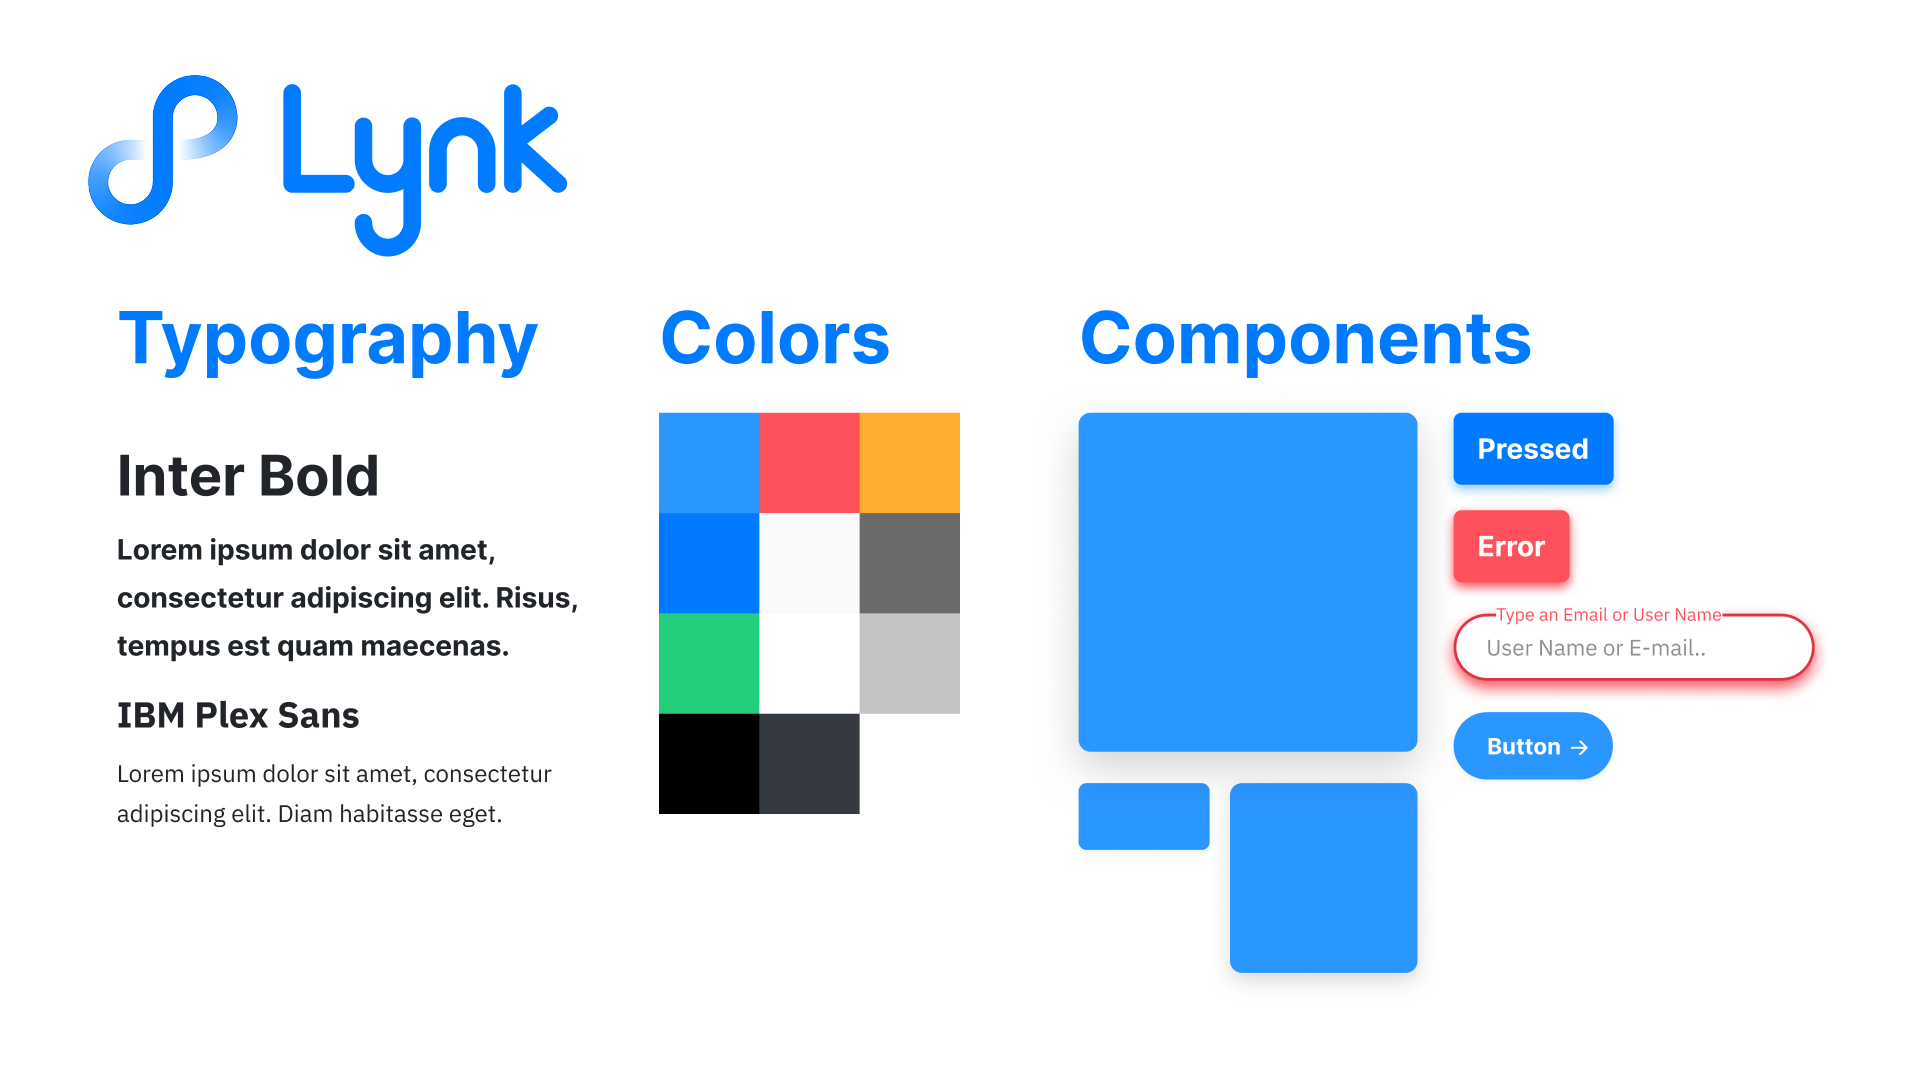 Lynk
Typography
Inter Bold
Lorem ipsum dolor sit amet,
consectetur adipiscing elit. Risus,
tempus est quam maecenas.
IBM Plex Sans
Lorem ipsum dolor sit amet, consectetur
adipiscing elit. Diam habitasse eget.
Colors
Components
Pressed
Error
Type an Email or User Name
User Name or E-mail..
Button →